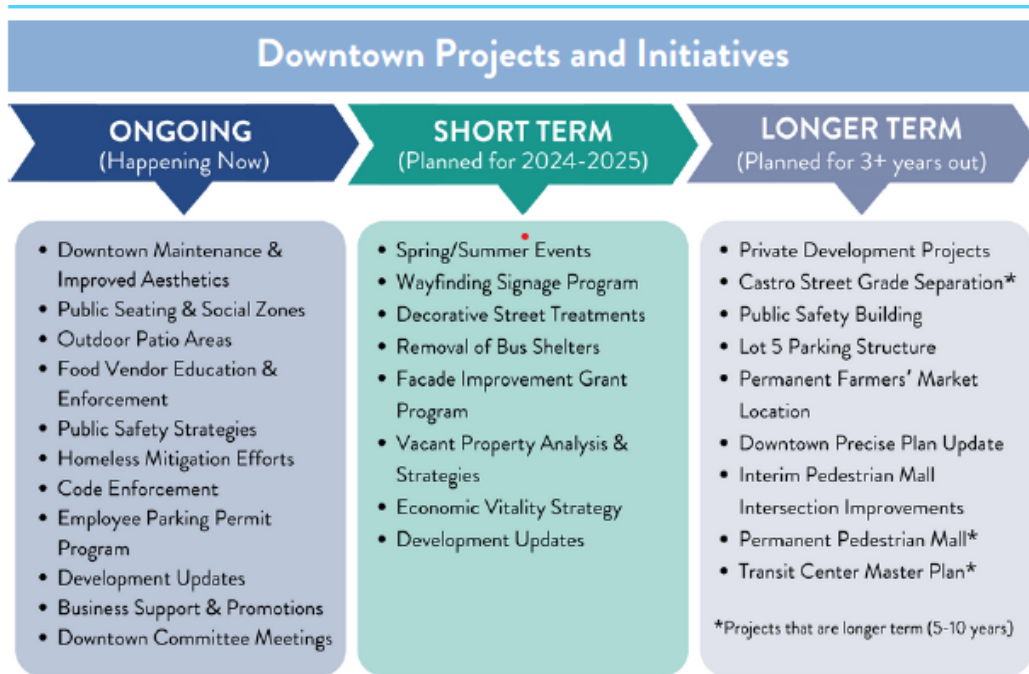 Downtown Projects and Initiatives
ONGOING
(Happening Now)
• Downtown Maintenance &
Improved Aesthetics
• Public Seating & Social Zones
• Outdoor Patio Areas
• Food Vendor Education &
Enforcement
• Public Safety Strategies
• Homeless Mitigation Efforts
• Code Enforcement
• Employee Parking Permit
Program
• Development Updates
• Business Support & Promotions
• Downtown Committee Meetings
SHORT TERM
(Planned for 2024-2025)
• Spring/Summer Events
• Wayfinding Signage Program
• Decorative Street Treatments
• Removal of Bus Shelters
• Facade Improvement Grant
Program
• Vacant Property Analysis &
Strategies
• Economic Vitality Strategy
• Development Updates
LONGER TERM
(Planned for 3+ years out)
• Private Development Projects
• Castro Street Grade Separation*
• Public Safety Building
• Lot 5 Parking Structure
• Permanent Farmers' Market
Location
• Downtown Precise Plan Update
• Interim Pedestrian Mall
Intersection Improvements
• Permanent Pedestrian Mall*
• Transit Center Master Plan*
*Projects that are longer term (5-10 years)